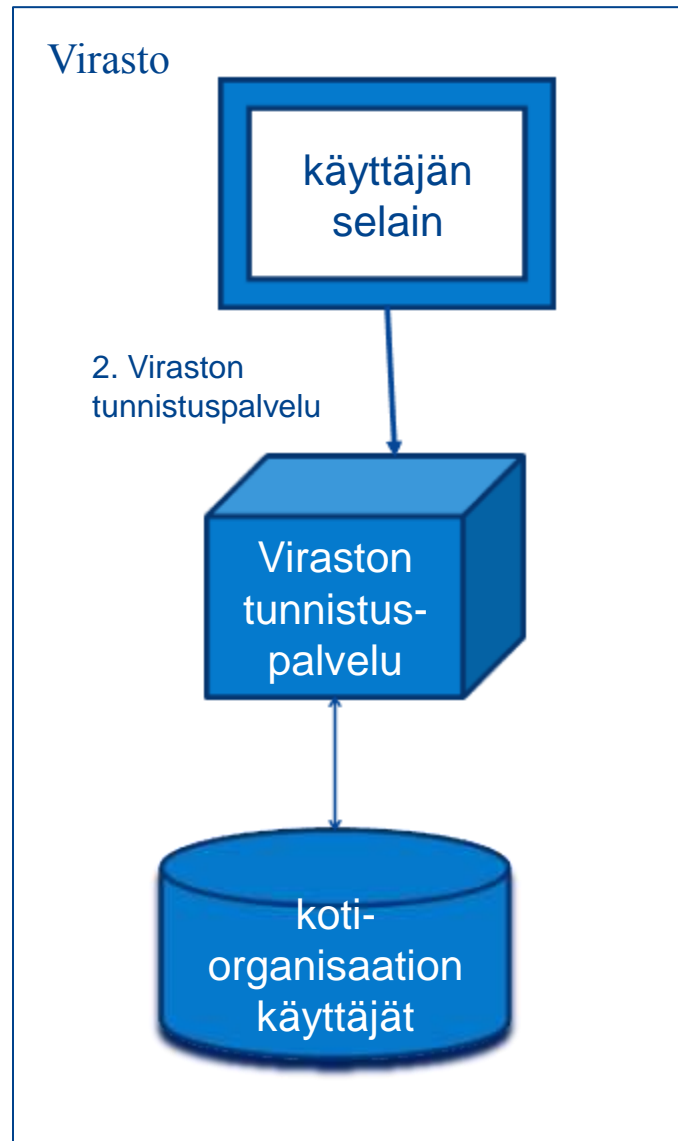 Virasto
käyttäjän
selain
2. Viraston
tunnistuspalvelu
Viraston
tunnistus-
palvelu
koti-
organisaation
käyttäjät